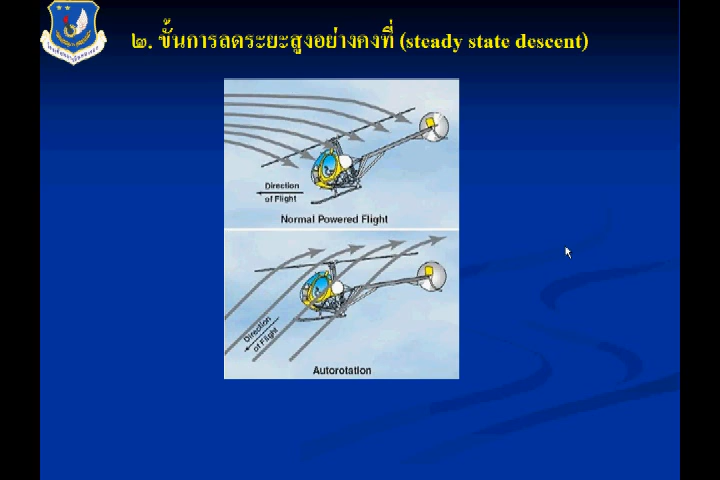 ๒. ขั้นการลดระยะสูงอย่างคงที่ (steady state descent)
Direction
of Flight
Normal Powered Flight
Direction
of Flight
Autorotation